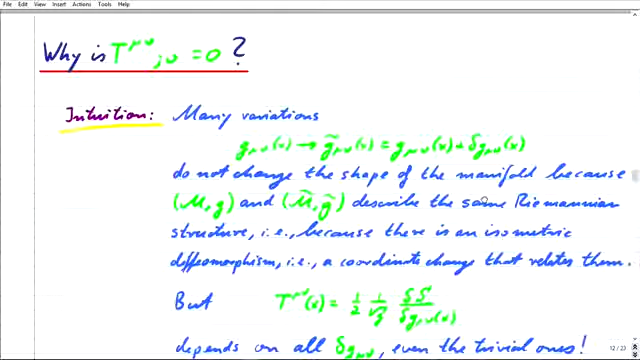 File Edit View Insert Actions Tools Help
Why is T^{μν}_{;ν} = 0 ?
Intuition: Many variations
g_{μν}(x) → g̃_{μν}(x) = g_{μν}(x) + δg_{μν}(x)
do not change the shape of the manifold because
(M, g) and (M̃, g̃) describe the same Riemannian
structure, i.e., because there is an isometric
diffeomorphism, i.e., a coordinate change that relates them.
But T^{μν}(x) = 1/2 1/√g δS'/δg_{μν}(x)
depends on all δg_{μν}, even the trivial ones!
12 / 23